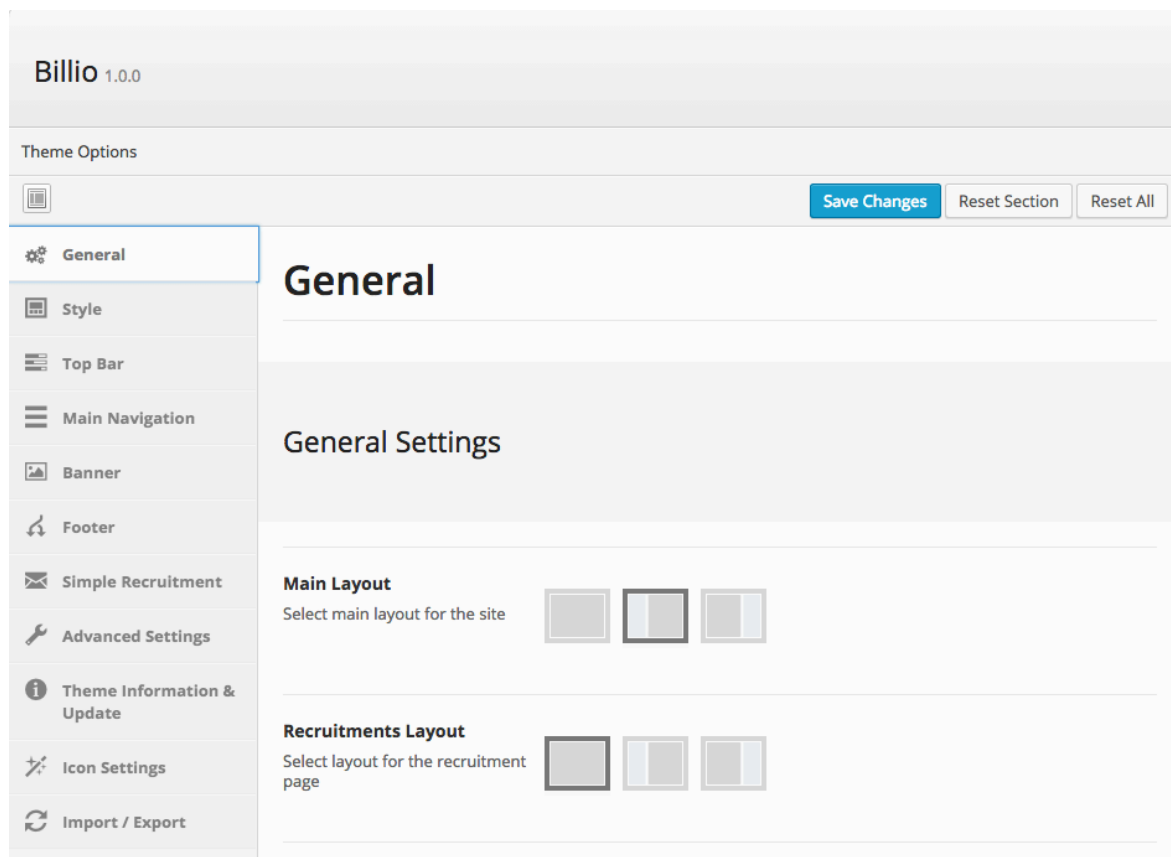 Billio 1.0.0
Theme Options
Save Changes
Reset Section
Reset All
General
Style
Top Bar
Main Navigation
Banner
Footer
Simple Recruitment
Advanced Settings
Theme Information &
Update
Icon Settings
Import / Export
General
General Settings
Main Layout
Select main layout for the site
Recruitments Layout
Select layout for the recruitment
page